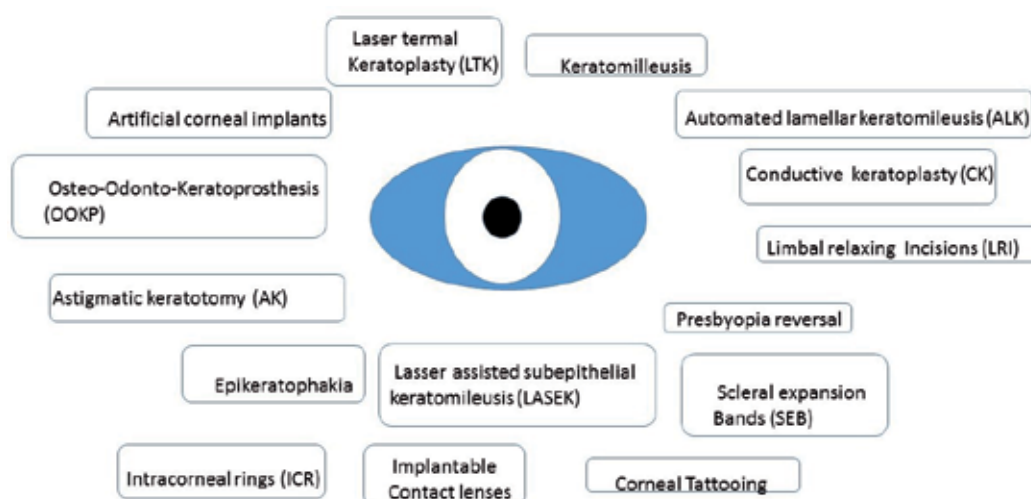 Laser termal
Keratoplasty (LTK)
Keratomilleusis
Artificial corneal implants
Automated lamellar keratomileusis (ALK)
Osteo-Odonto-Keratoprosthesis
(OOKP)
Conductive keratoplasty (CK)
Limbal relaxing Incisions (LRI)
Astigmatic keratotomy (AK)
Presbyopia reversal
Epikeratophakia
Lasser assisted subepithelial
keratomileusis (LASEK)
Scleral expansion
Bands (SEB)
Intracorneal rings (ICR)
Implantable
Contact lenses
Corneal Tattooing